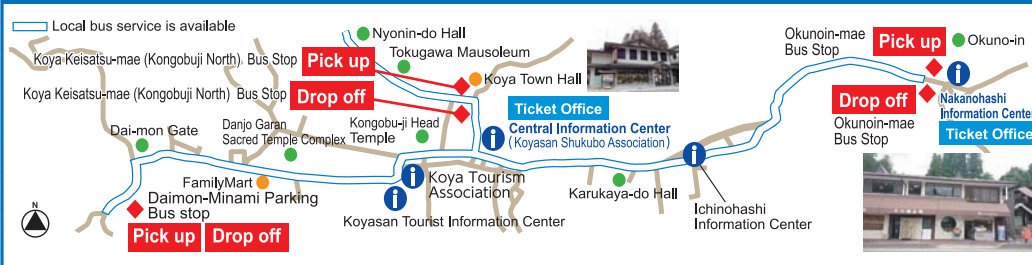 Local bus service is available
Nyonin-do Hall
Tokugawa Mausoleum
Koya Keisatsu-mae (Kongobuji North) Bus Stop
Pick up
Koya Town Hall
Koya Keisatsu-mae (Kongobuji North) Bus Stop
Drop off
Ticket Office
Central Information Center
(Koyasan Shukubo Association)
Dai-mon Gate
Danjo Garan
Sacred Temple Complex
Kongobu-ji Head
Temple
FamilyMart
Daimon-Minami Parking
Bus stop
Pick up
Drop off
N
Koya Tourism
Association
Koyasan Tourist Information Center
Karukaya-do Hall
Ichinohashi
Information Center
Okunoin-mae
Bus Stop
Pick up
Okuno-in
Drop off
Okunoin-mae
Bus Stop
Nakanohashi
Information Center
Ticket Office